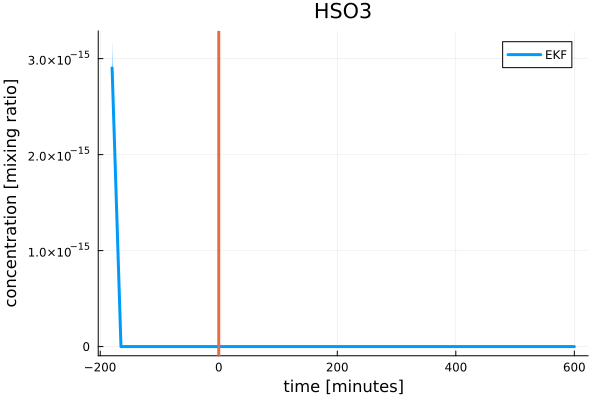 HSO3
concentration [mixing ratio]
3.0×10⁻¹⁵
2.0×10⁻¹⁵
1.0×10⁻¹⁵
0
EKF
−200 0 200 400 600
time [minutes]